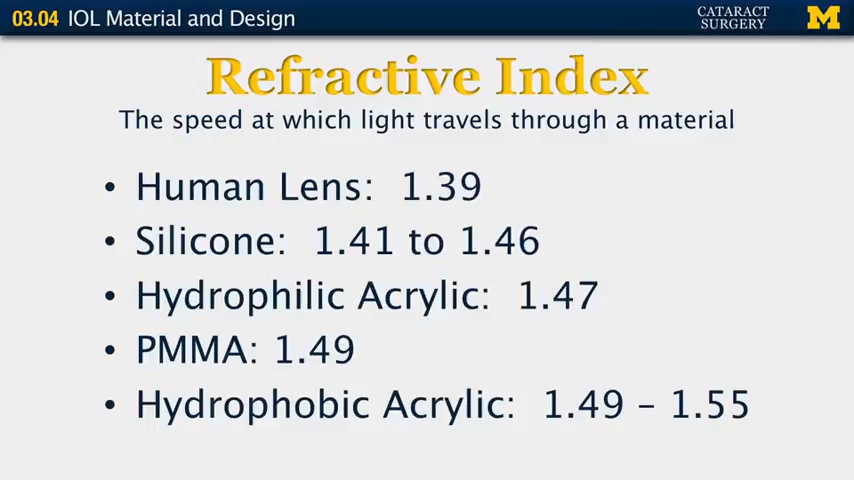 03.04 IOL Material and Design
CATARACT
SURGERY
M
Refractive Index
The speed at which light travels through a material
• Human Lens: 1.39
• Silicone: 1.41 to 1.46
• Hydrophilic Acrylic: 1.47
• PMMA: 1.49
• Hydrophobic Acrylic: 1.49 – 1.55